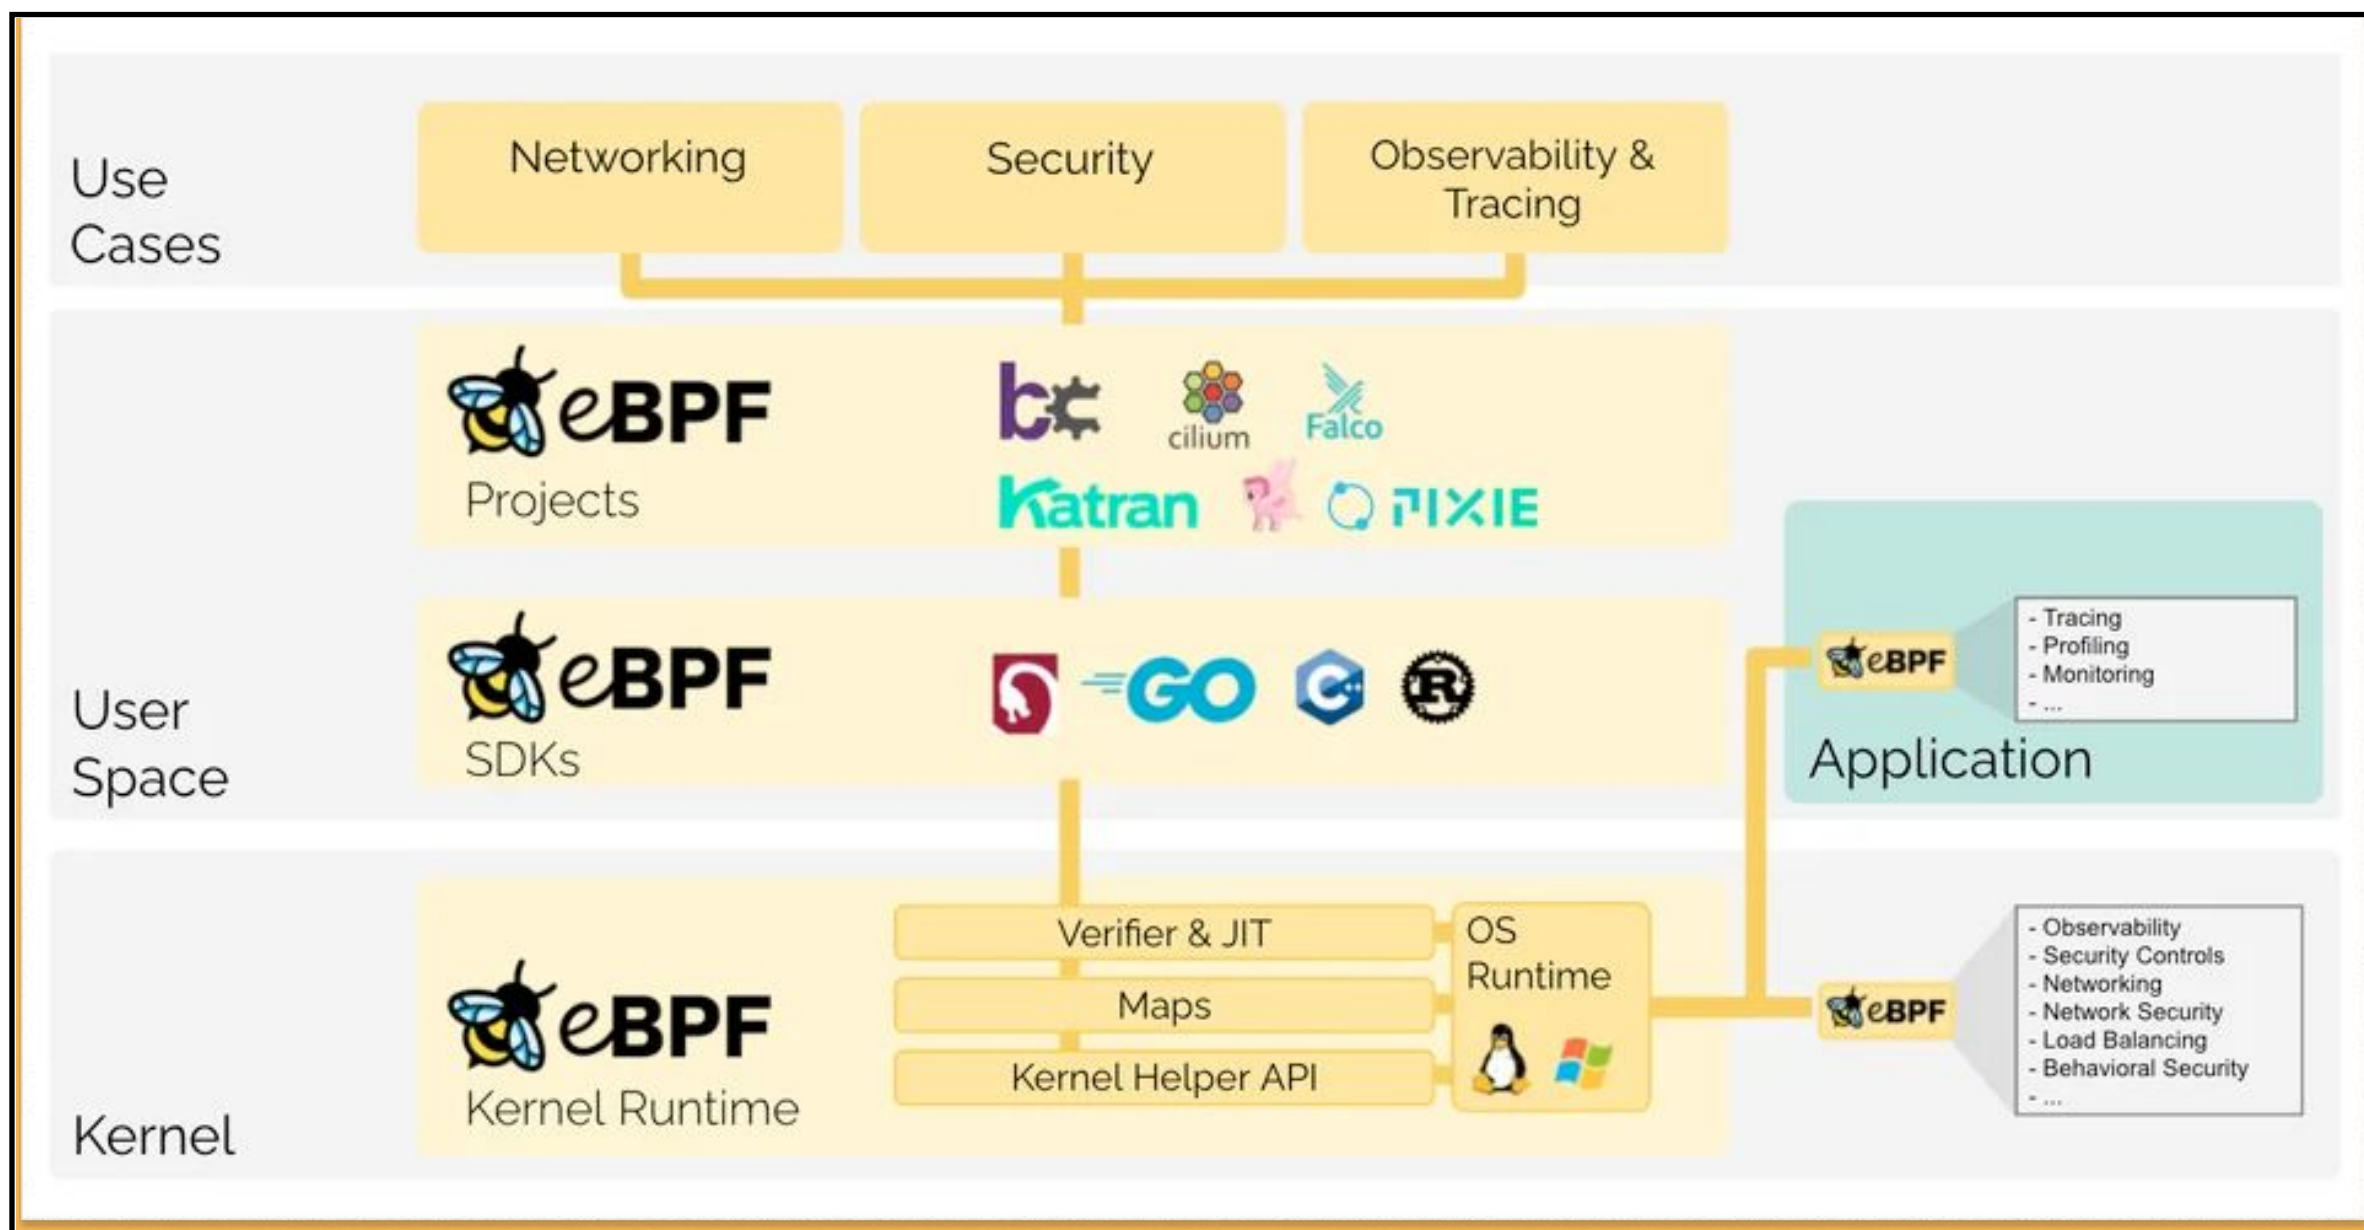 Use
Cases
Networking
Security
Observability &
Tracing
User
Space
eBPF
Projects
bcc
cilium
Falco
Katran
PIXIE
eBPF
SDKs
GO
C++
R
Application
eBPF
- Tracing
- Profiling
- Monitoring
- ...
Kernel
eBPF
Kernel Runtime
Verifier & JIT
Maps
Kernel Helper API
OS
Runtime
eBPF
- Observability
- Security Controls
- Networking
- Network Security
- Load Balancing
- Behavioral Security
- ...